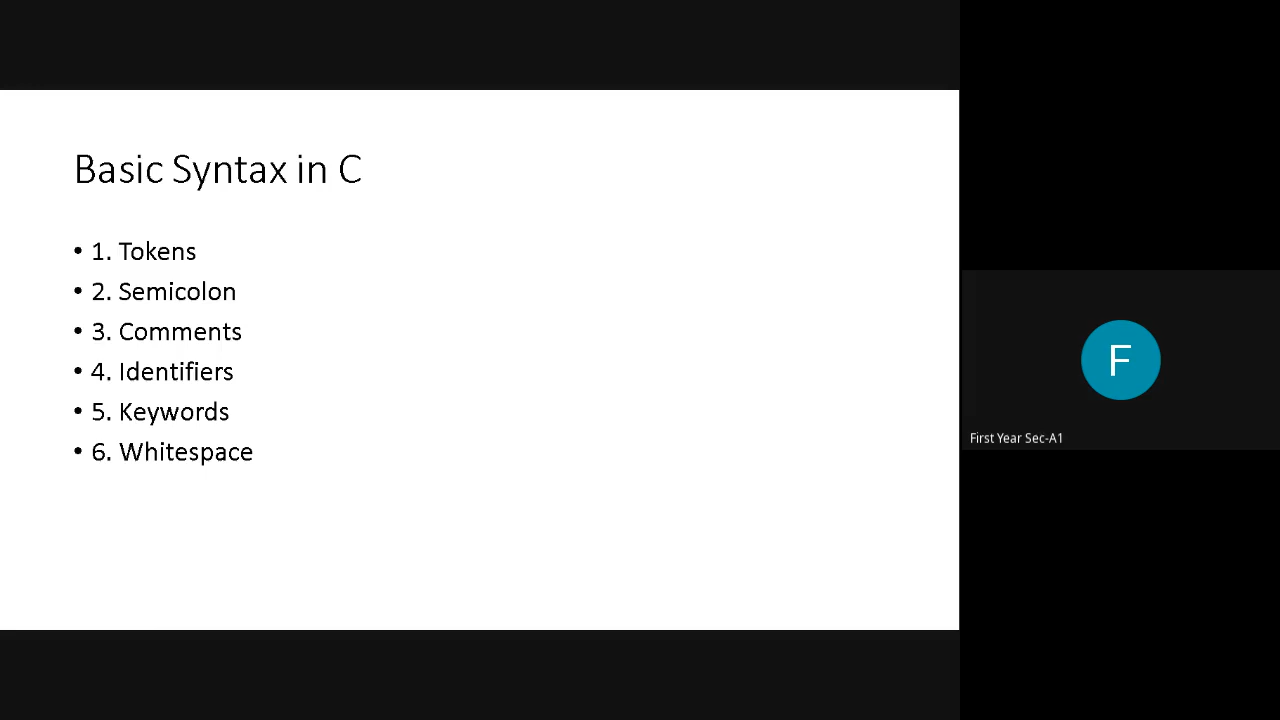 Basic Syntax in C
• 1. Tokens
• 2. Semicolon
• 3. Comments
• 4. Identifiers
• 5. Keywords
• 6. Whitespace
F
First Year Sec-A1